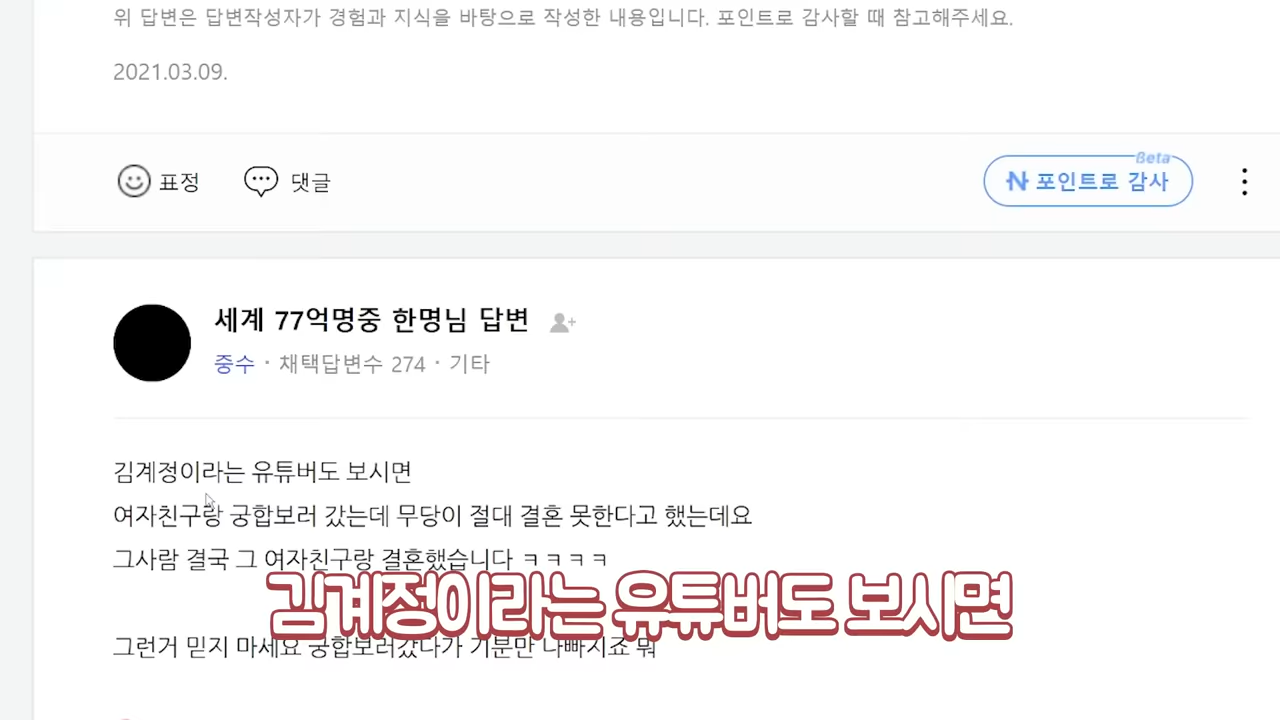 위 답변은 답변작성자가 경험과 지식을 바탕으로 작성한 내용입니다. 포인트로 감사할 때 참고해주세요.
2021.03.09.
표정 댓글 Beta
N 포인트로 감사
세계 77억명중 한명님 답변
중수 · 채택답변수 274 · 기타
김계정이라는 유튜버도 보시면
여자친구랑 궁합보러 갔는데 무당이 절대 결혼 못한다고 했는데요
그사람 결국 그 여자친구랑 결혼했습니다 ㅋㅋㅋㅋ
김계정이라는 유튜버도 보시면
그런거 믿지 마세요 궁합보러갔다가 기분만 나빠지죠 뭐